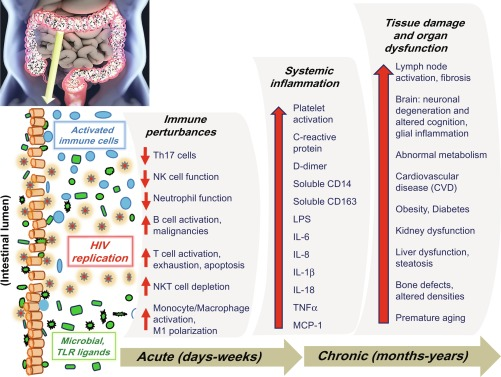 Tissue damage
and organ
dysfunction
Systemic
inflammation
Immune
perturbances
(Intestinal lumen)
Activated
immune cells
HIV
replication
Microbial,
TLR ligands
Th17 cells
NK cell function
Neutrophil function
B cell activation,
malignancies
T cell activation,
exhaustion, apoptosis
NKT cell depletion
Monocyte/Macrophage
activation,
M1 polarization
Platelet
activation
C-reactive
protein
D-dimer
Soluble CD14
Soluble CD163
LPS
IL-6
IL-8
IL-1β
IL-18
TNFα
MCP-1
Lymph node
activation, fibrosis
Brain: neuronal
degeneration and
altered cognition,
glial inflammation
Abnormal metabolism
Cardiovascular
disease (CVD)
Obesity, Diabetes
Kidney dysfunction
Liver dysfunction,
steatosis
Bone defects,
altered densities
Premature aging
Acute (days-weeks)
Chronic (months-years)